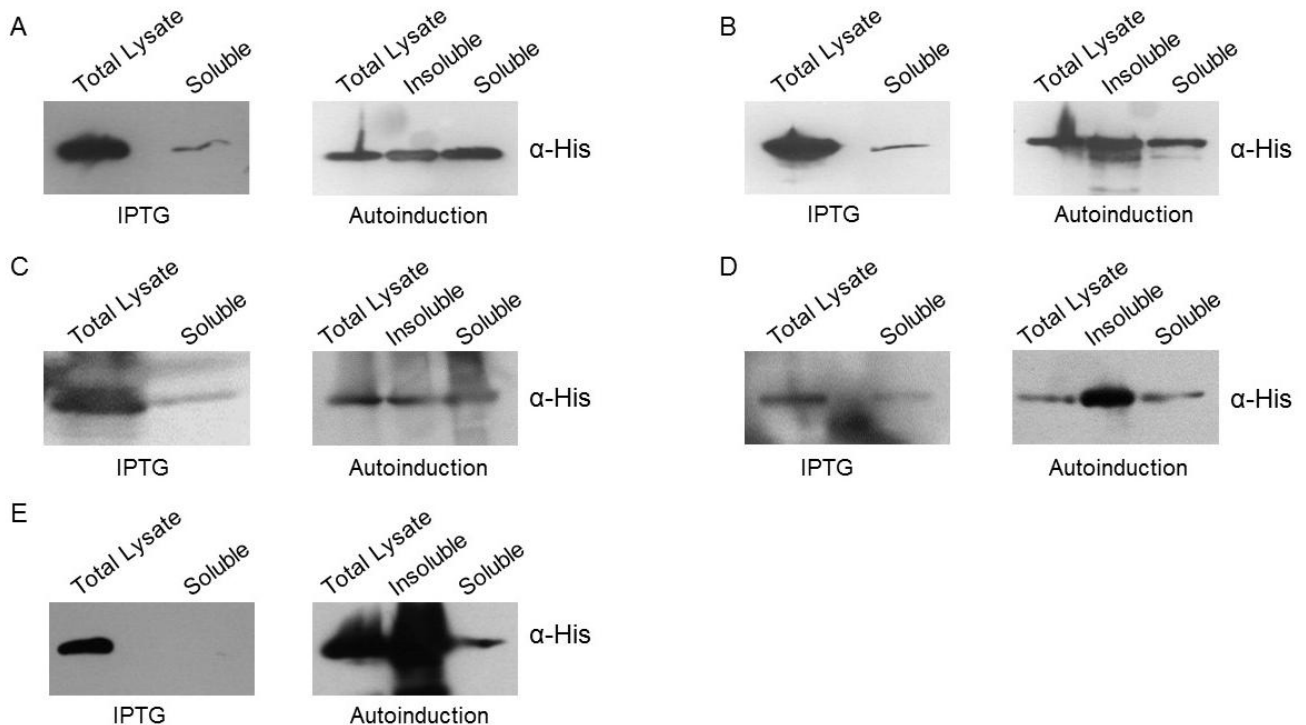 A
Total Lysate
Soluble
IPTG
Total Lysate
Insoluble
Soluble
α-His
Autoinduction
B
Total Lysate
Soluble
IPTG
Total Lysate
Insoluble
Soluble
α-His
Autoinduction
C
Total Lysate
Soluble
IPTG
Total Lysate
Insoluble
Soluble
α-His
Autoinduction
D
Total Lysate
Soluble
IPTG
Total Lysate
Insoluble
Soluble
α-His
Autoinduction
E
Total Lysate
Soluble
IPTG
Total Lysate
Insoluble
Soluble
α-His
Autoinduction